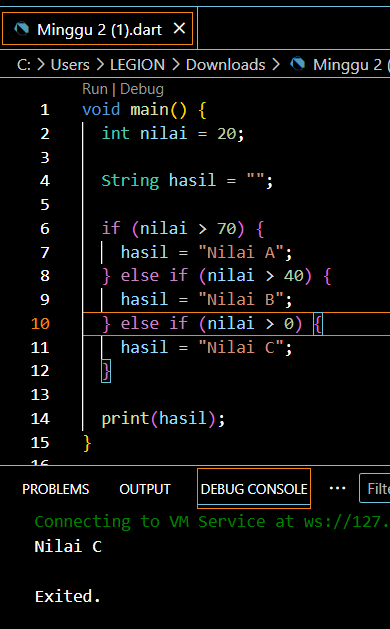 Minggu 2 (1).dart ×
C: > Users > LEGION > Downloads > Minggu 2 (
Run | Debug
1 void main() {
2 int nilai = 20;
3
4 String hasil = "";
5
6 if (nilai > 70) {
7 hasil = "Nilai A";
8 } else if (nilai > 40) {
9 hasil = "Nilai B";
10 } else if (nilai > 0) {
11 hasil = "Nilai C";
12 }
13
14 print(hasil);
15 }
16
PROBLEMS OUTPUT DEBUG CONSOLE ··· Filte
Connecting to VM Service at ws://127.
Nilai C
Exited.